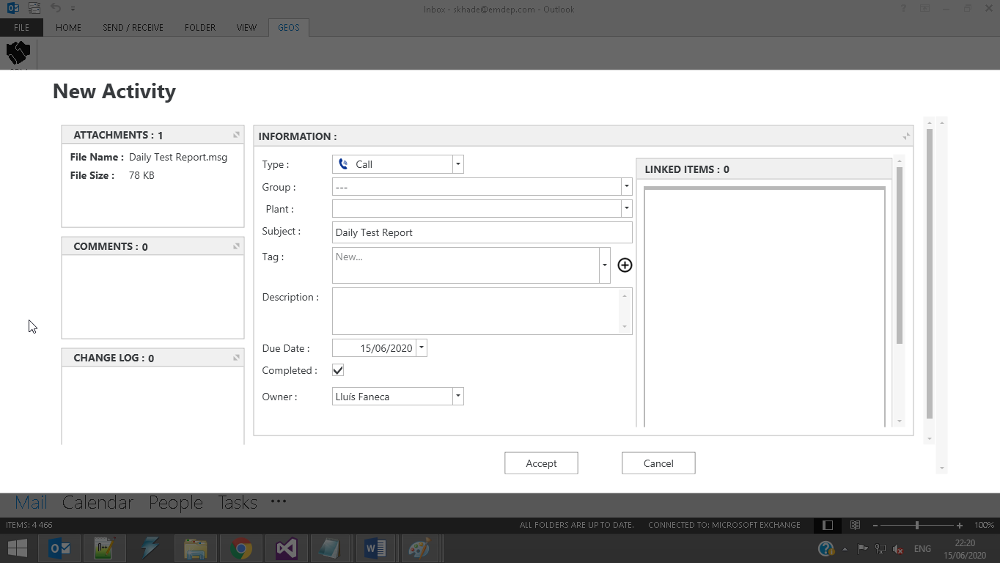 Inbox - skhade@emdep.com - Outlook
FILE HOME SEND / RECEIVE FOLDER VIEW GEOS
New Activity
ATTACHMENTS : 1
File Name : Daily Test Report.msg
File Size : 78 KB
COMMENTS : 0
CHANGE LOG : 0
INFORMATION :
Type : Call
Group : ---
Plant :
Subject : Daily Test Report
Tag : New...
Description :
Due Date : 15/06/2020
Completed :
Owner : Lluís Faneca
LINKED ITEMS : 0
Accept Cancel
Mail Calendar People Tasks ···
ITEMS: 4 466 ALL FOLDERS ARE UP TO DATE. CONNECTED TO: MICROSOFT EXCHANGE 100%
ENG 22:20
15/06/2020